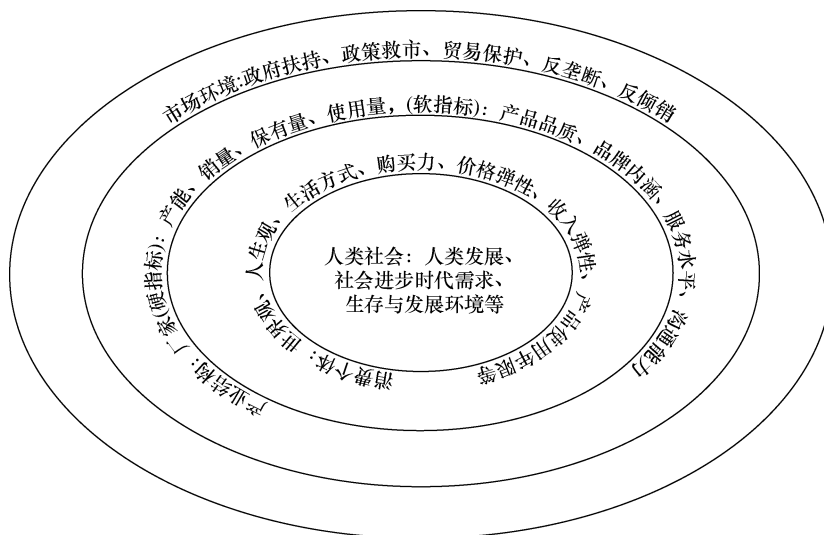 市场环境:政府扶持、政策救市、贸易保护、反垄断、反倾销
产业结构：厂家(硬指标)：产能、销量、保有量、使用量，(软指标)：产品品质、品牌内涵、服务水平、沟通能力
消费个体：世界观、人生观、生活方式、购买力、价格弹性、收入弹性、产品使用年限等
人类社会：人类发展、
社会进步时代需求、
生存与发展环境等